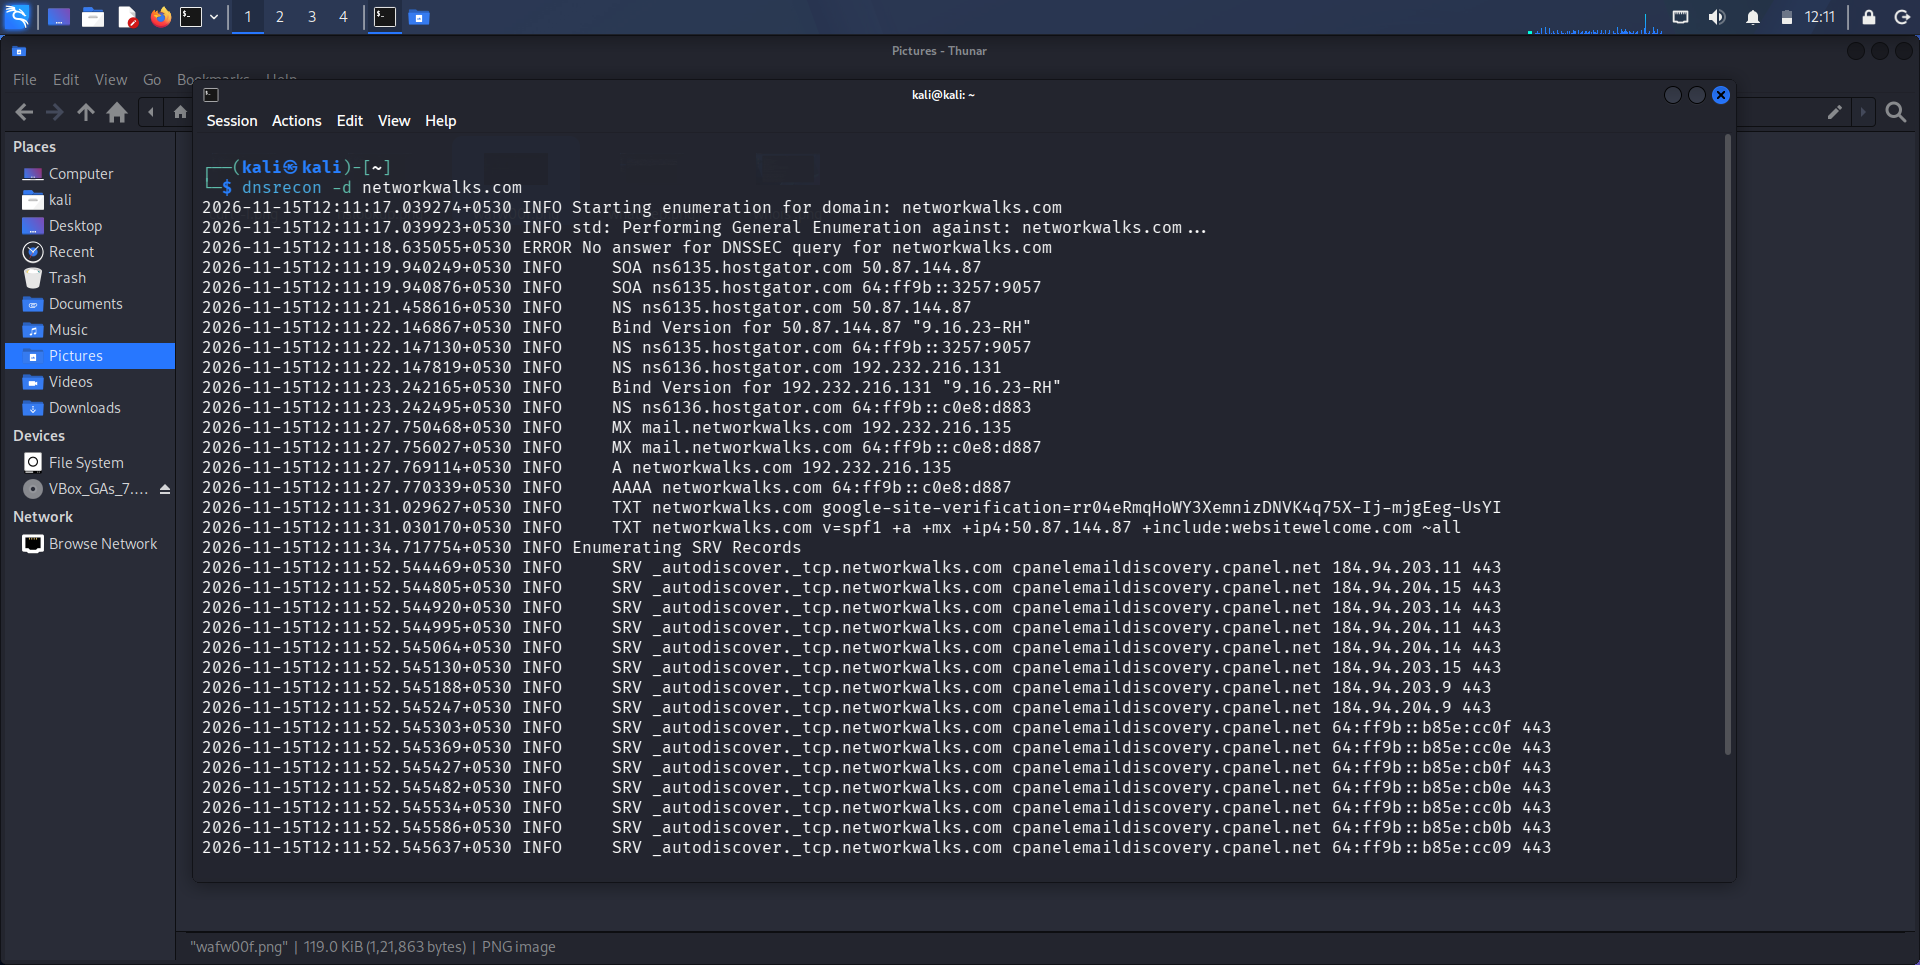 1 2 3 4 12:11
Pictures - Thunar
File Edit View Go Bookmarks Help
kali@kali: ~
Session Actions Edit View Help
Places
Computer
kali
Desktop
Recent
Trash
Documents
Music
Pictures
Videos
Downloads
Devices
File System
VBox_GAs_7....
Network
Browse Network
┌──(kali㉿kali)-[~]
└─$ dnsrecon -d networkwalks.com
2026-11-15T12:11:17.039274+0530 INFO Starting enumeration for domain: networkwalks.com
2026-11-15T12:11:17.039923+0530 INFO std: Performing General Enumeration against: networkwalks.com...
2026-11-15T12:11:18.635055+0530 ERROR No answer for DNSSEC query for networkwalks.com
2026-11-15T12:11:19.940249+0530 INFO SOA ns6135.hostgator.com 50.87.144.87
2026-11-15T12:11:19.940876+0530 INFO SOA ns6135.hostgator.com 64:ff9b::3257:9057
2026-11-15T12:11:21.458616+0530 INFO NS ns6135.hostgator.com 50.87.144.87
2026-11-15T12:11:22.146867+0530 INFO Bind Version for 50.87.144.87 "9.16.23-RH"
2026-11-15T12:11:22.147130+0530 INFO NS ns6135.hostgator.com 64:ff9b::3257:9057
2026-11-15T12:11:22.147819+0530 INFO NS ns6136.hostgator.com 192.232.216.131
2026-11-15T12:11:23.242165+0530 INFO Bind Version for 192.232.216.131 "9.16.23-RH"
2026-11-15T12:11:23.242495+0530 INFO NS ns6136.hostgator.com 64:ff9b::c0e8:d883
2026-11-15T12:11:27.750468+0530 INFO MX mail.networkwalks.com 192.232.216.135
2026-11-15T12:11:27.756027+0530 INFO MX mail.networkwalks.com 64:ff9b::c0e8:d887
2026-11-15T12:11:27.769114+0530 INFO A networkwalks.com 192.232.216.135
2026-11-15T12:11:27.770339+0530 INFO AAAA networkwalks.com 64:ff9b::c0e8:d887
2026-11-15T12:11:31.029627+0530 INFO TXT networkwalks.com google-site-verification=rr04eRmqHoWY3XemnizDNVK4q75X-Ij-mjgEeg-UsYI
2026-11-15T12:11:31.030170+0530 INFO TXT networkwalks.com v=spf1 +a +mx +ip4:50.87.144.87 +include:websitewelcome.com ~all
2026-11-15T12:11:34.717754+0530 INFO Enumerating SRV Records
2026-11-15T12:11:52.544469+0530 INFO SRV _autodiscover._tcp.networkwalks.com cpanelemaildiscovery.cpanel.net 184.94.203.11 443
2026-11-15T12:11:52.544805+0530 INFO SRV _autodiscover._tcp.networkwalks.com cpanelemaildiscovery.cpanel.net 184.94.204.15 443
2026-11-15T12:11:52.544920+0530 INFO SRV _autodiscover._tcp.networkwalks.com cpanelemaildiscovery.cpanel.net 184.94.203.14 443
2026-11-15T12:11:52.544995+0530 INFO SRV _autodiscover._tcp.networkwalks.com cpanelemaildiscovery.cpanel.net 184.94.204.11 443
2026-11-15T12:11:52.545064+0530 INFO SRV _autodiscover._tcp.networkwalks.com cpanelemaildiscovery.cpanel.net 184.94.204.14 443
2026-11-15T12:11:52.545130+0530 INFO SRV _autodiscover._tcp.networkwalks.com cpanelemaildiscovery.cpanel.net 184.94.203.15 443
2026-11-15T12:11:52.545188+0530 INFO SRV _autodiscover._tcp.networkwalks.com cpanelemaildiscovery.cpanel.net 184.94.203.9 443
2026-11-15T12:11:52.545247+0530 INFO SRV _autodiscover._tcp.networkwalks.com cpanelemaildiscovery.cpanel.net 184.94.204.9 443
2026-11-15T12:11:52.545303+0530 INFO SRV _autodiscover._tcp.networkwalks.com cpanelemaildiscovery.cpanel.net 64:ff9b::b85e:cc0f 443
2026-11-15T12:11:52.545369+0530 INFO SRV _autodiscover._tcp.networkwalks.com cpanelemaildiscovery.cpanel.net 64:ff9b::b85e:cc0e 443
2026-11-15T12:11:52.545427+0530 INFO SRV _autodiscover._tcp.networkwalks.com cpanelemaildiscovery.cpanel.net 64:ff9b::b85e:cb0f 443
2026-11-15T12:11:52.545482+0530 INFO SRV _autodiscover._tcp.networkwalks.com cpanelemaildiscovery.cpanel.net 64:ff9b::b85e:cb0e 443
2026-11-15T12:11:52.545534+0530 INFO SRV _autodiscover._tcp.networkwalks.com cpanelemaildiscovery.cpanel.net 64:ff9b::b85e:cc0b 443
2026-11-15T12:11:52.545586+0530 INFO SRV _autodiscover._tcp.networkwalks.com cpanelemaildiscovery.cpanel.net 64:ff9b::b85e:cb0b 443
2026-11-15T12:11:52.545637+0530 INFO SRV _autodiscover._tcp.networkwalks.com cpanelemaildiscovery.cpanel.net 64:ff9b::b85e:cc09 443
"wafw00f.png" | 119.0 KiB (1,21,863 bytes) | PNG image